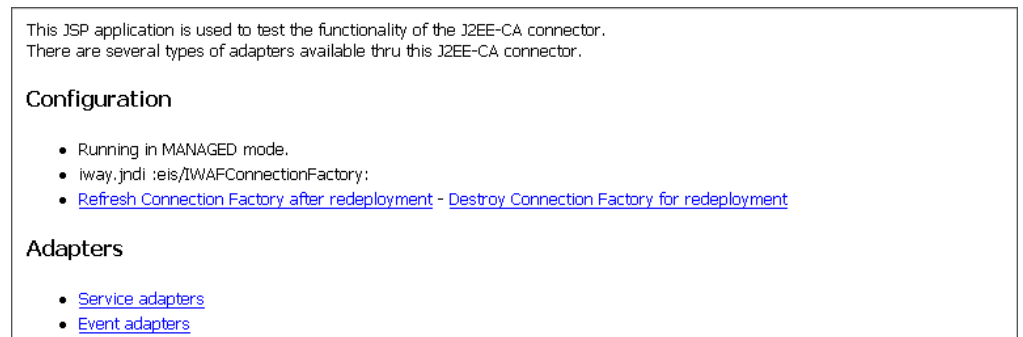 This JSP application is used to test the functionality of the J2EE-CA connector.
There are several types of adapters available thru this J2EE-CA connector.
Configuration
Running in MANAGED mode.
iway.jndi :eis/IWAFConnectionFactory:
Refresh Connection Factory after redeployment - Destroy Connection Factory for redeployment
Adapters
Service adapters
Event adapters